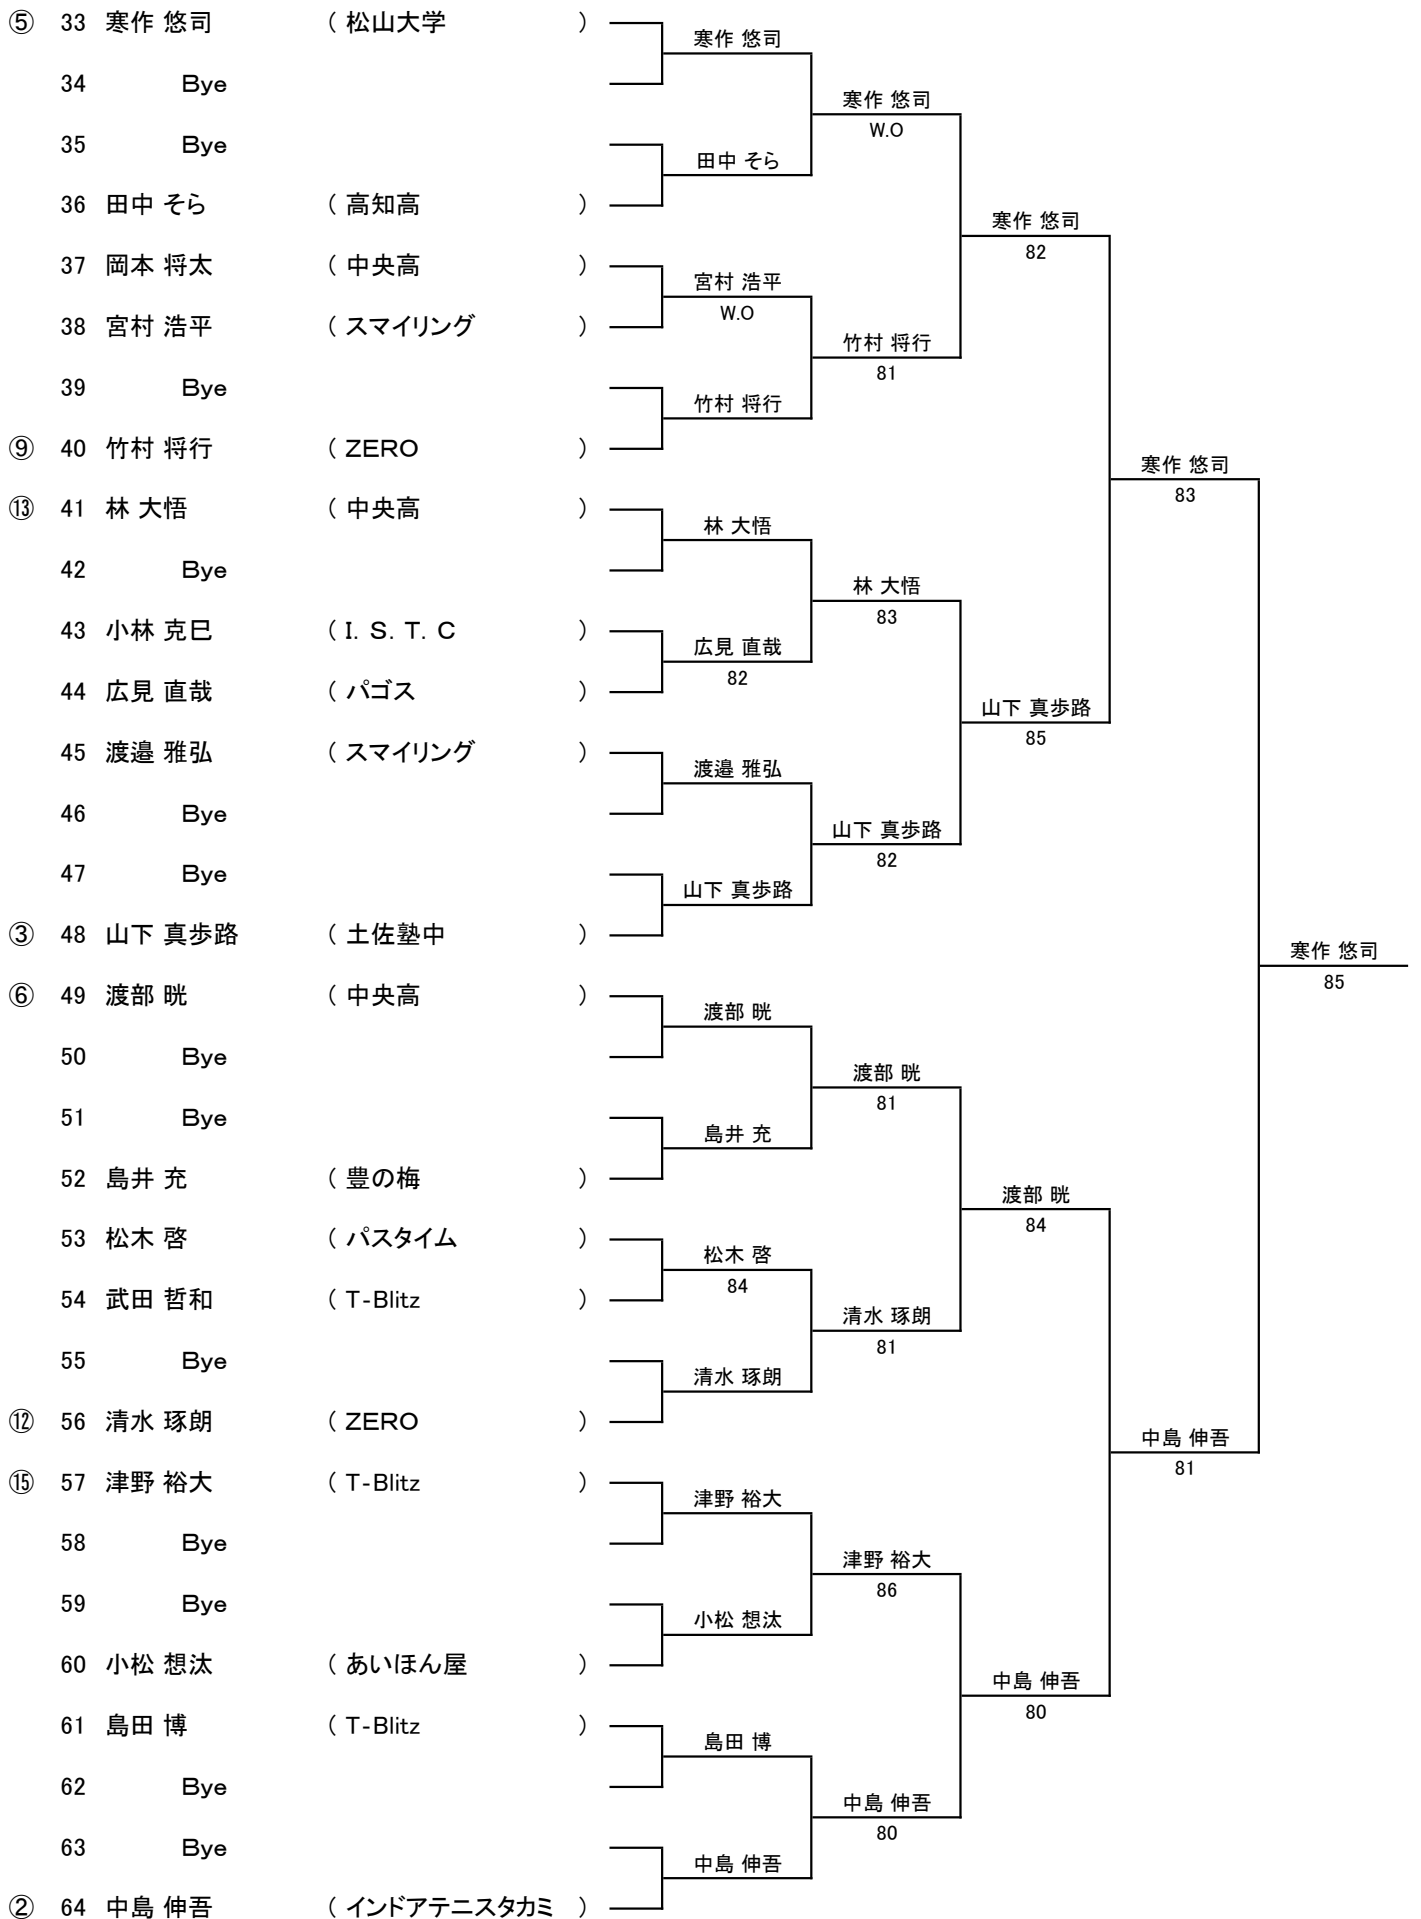 ⑤ 33 寒作 悠司 ( 松山大学 )
寒作 悠司
34 Bye
寒作 悠司
W.O
35 Bye
田中 そら
36 田中 そら ( 高知高 )
寒作 悠司
82
37 岡本 将太 ( 中央高 )
宮村 浩平
W.O
38 宮村 浩平 ( スマイリング )
竹村 将行
81
39 Bye
竹村 将行
⑨ 40 竹村 将行 ( ZERO )
寒作 悠司
83
⑬ 41 林 大悟 ( 中央高 )
林 大悟
42 Bye
林 大悟
83
43 小林 克巳 ( I. S. T. C )
広見 直哉
82
44 広見 直哉 ( パゴス )
山下 真歩路
85
45 渡邉 雅弘 ( スマイリング )
渡邉 雅弘
46 Bye
山下 真歩路
82
47 Bye
山下 真歩路
③ 48 山下 真歩路 ( 土佐塾中 )
寒作 悠司
85
⑥ 49 渡部 晄 ( 中央高 )
渡部 晄
50 Bye
渡部 晄
81
51 Bye
島井 充
52 島井 充 ( 豊の梅 )
渡部 晄
84
53 松木 啓 ( パスタイム )
松木 啓
84
54 武田 哲和 ( T-Blitz )
清水 琢朗
81
55 Bye
清水 琢朗
⑫ 56 清水 琢朗 ( ZERO )
中島 伸吾
81
⑮ 57 津野 裕大 ( T-Blitz )
津野 裕大
58 Bye
津野 裕大
86
59 Bye
小松 想汰
60 小松 想汰 ( あいほん屋 )
中島 伸吾
80
61 島田 博 ( T-Blitz )
島田 博
62 Bye
中島 伸吾
80
63 Bye
中島 伸吾
② 64 中島 伸吾 ( インドアテニスタカミ )